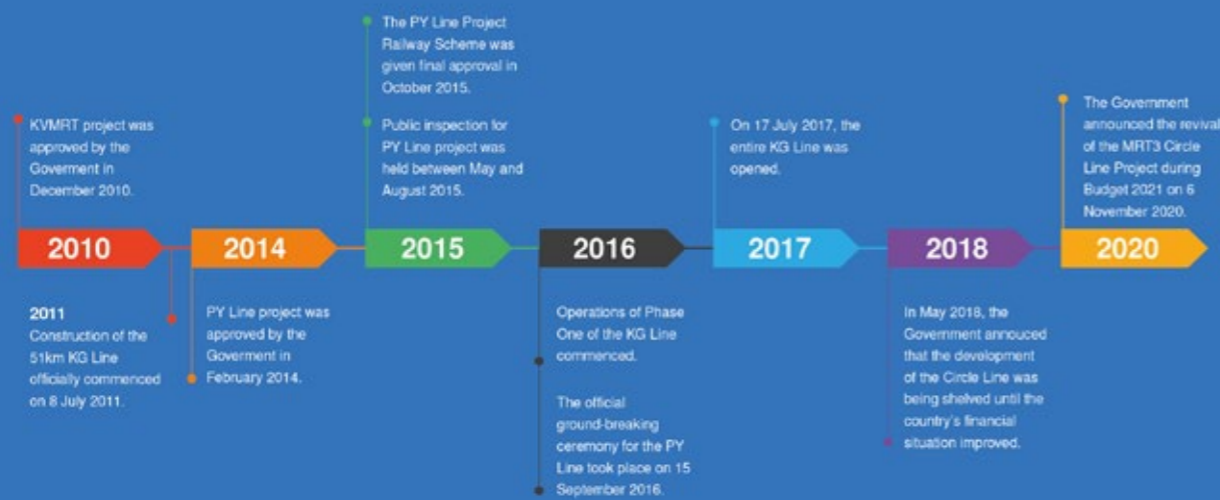 The PY Line Project
Railway Scheme was
given final approval in
October 2015.
KVMRT project was
approved by the
Goverment in
December 2010.
Public inspection for
PY Line project was
held between May and
August 2015.
On 17 July 2017, the
entire KG Line was
opened.
The Government
announced the revival
of the MRT3 Circle
Line Project during
Budget 2021 on 6
November 2020.
2010
2014
2015
2016
2017
2018
2020
2011
Construction of the
51km KG Line
officially commenced
on 8 July 2011.
PY Line project was
approved by the
Goverment in
February 2014.
Operations of Phase
One of the KG Line
commenced.
The official
ground-breaking
ceremony for the PY
Line took place on 15
September 2016.
In May 2018, the
Government annouced
that the development
of the Circle Line was
being shelved until the
country's financial
situation improved.